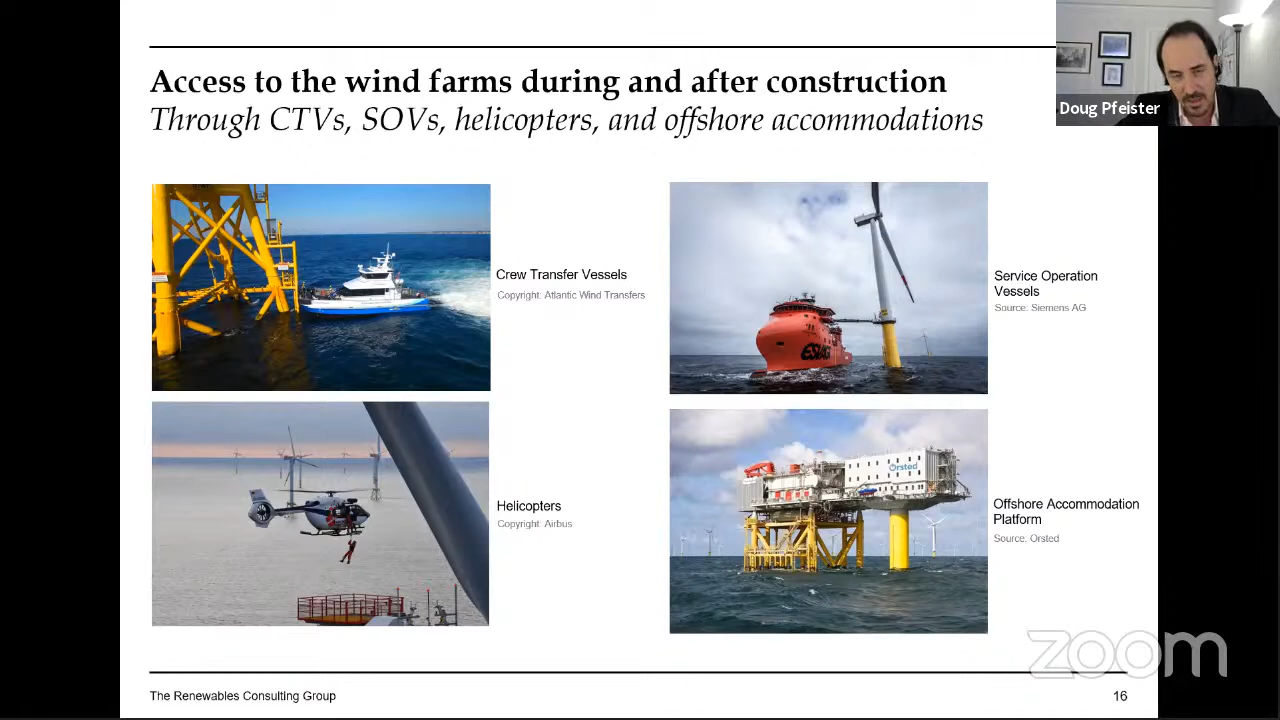 Access to the wind farms during and after construction
Through CTVs, SOVs, helicopters, and offshore accommodations
Doug Pfeister
Crew Transfer Vessels
Copyright: Atlantic Wind Transfers
Service Operation
Vessels
Source: Siemens AG
ESVAGT
Helicopters
Copyright: Airbus
Orsted
Offshore Accommodation
Platform
Source: Orsted
zoom
The Renewables Consulting Group
16